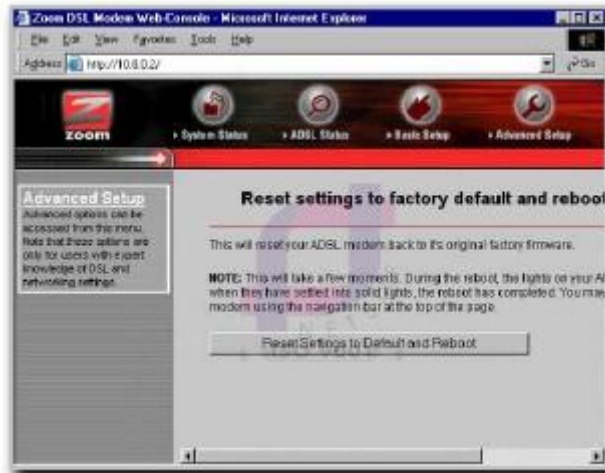 Zoom DSL Modem Web-Console - Microsoft Internet Explorer
File Edit View Favorites Tools Help
Address http://10.0.0.2/ Go
ZOOM
System Status ADSL Status Basic Setup Advanced Setup
Advanced Setup
Advanced options can be
accessed from this menu.
Note that these options are
only for users with expert
knowledge of DSL and
networking settings.
Reset settings to factory default and reboot
This will reset your ADSL modem back to its original factory firmware.
NOTE: This will take a few moments. During the reboot, the lights on your A
when they have settled into solid lights, the reboot has completed. You may
modem using the navigation bar at the top of the page.
Reset Settings to Default and Reboot